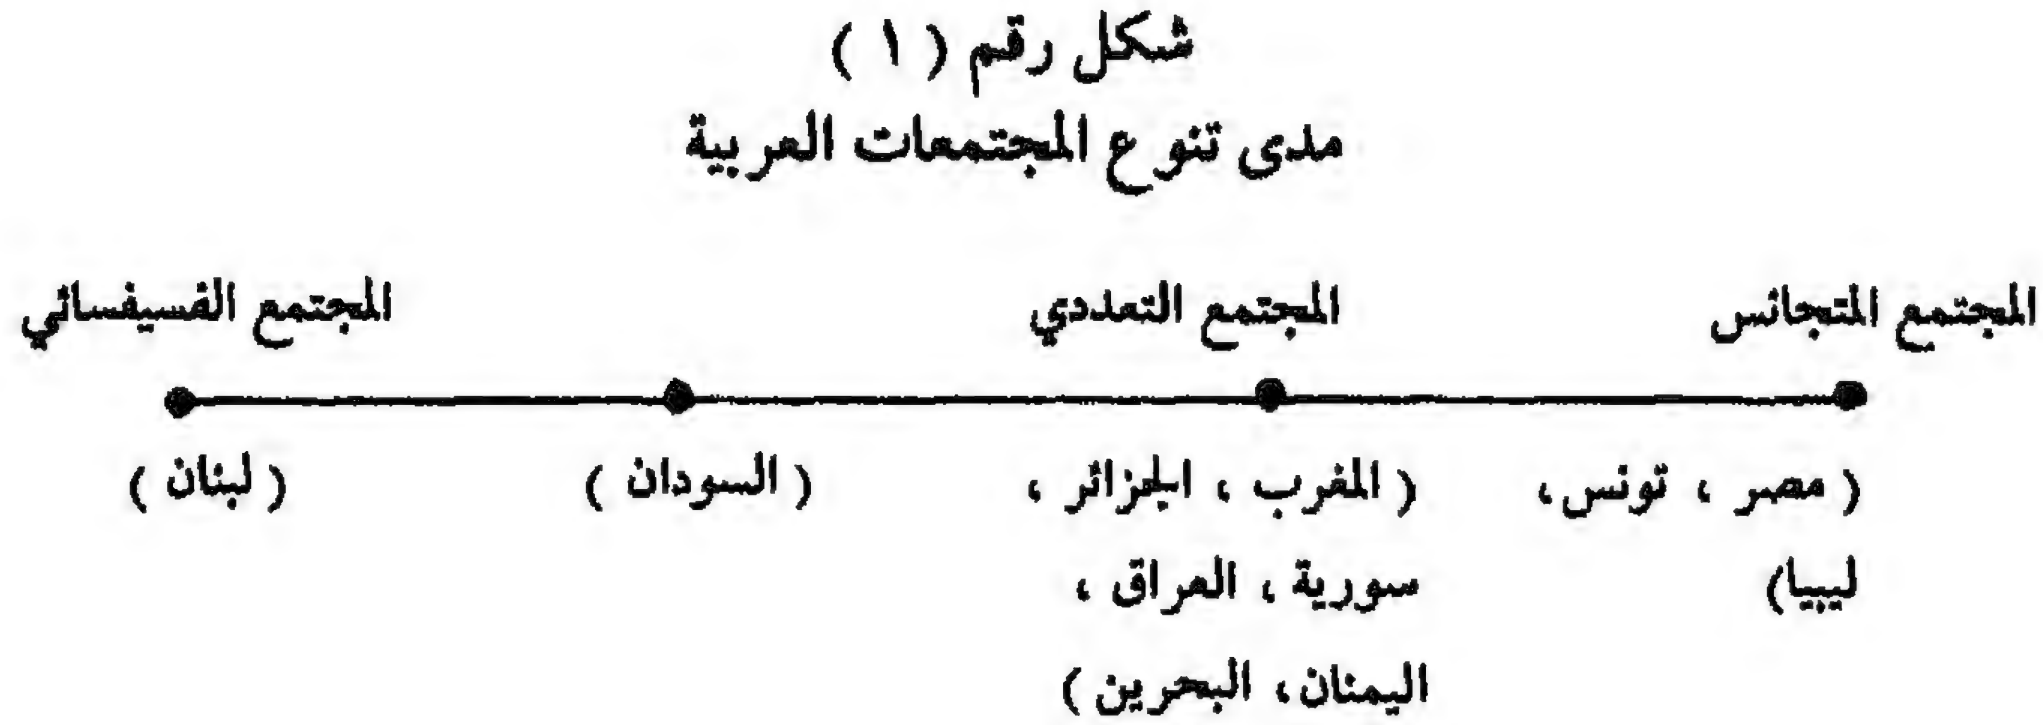 شكل رقم ( ١ )
مدى تنوع المجتمعات العربية
المجتمع المتجانس المجتمع التعددي المجتمع الفسيفسائي
( مصر ، تونس، ( المغرب ، الجزائر ، ( السودان ) ( لبنان )
ليبيا) سورية ، العراق ،
اليمنان، البحرين )